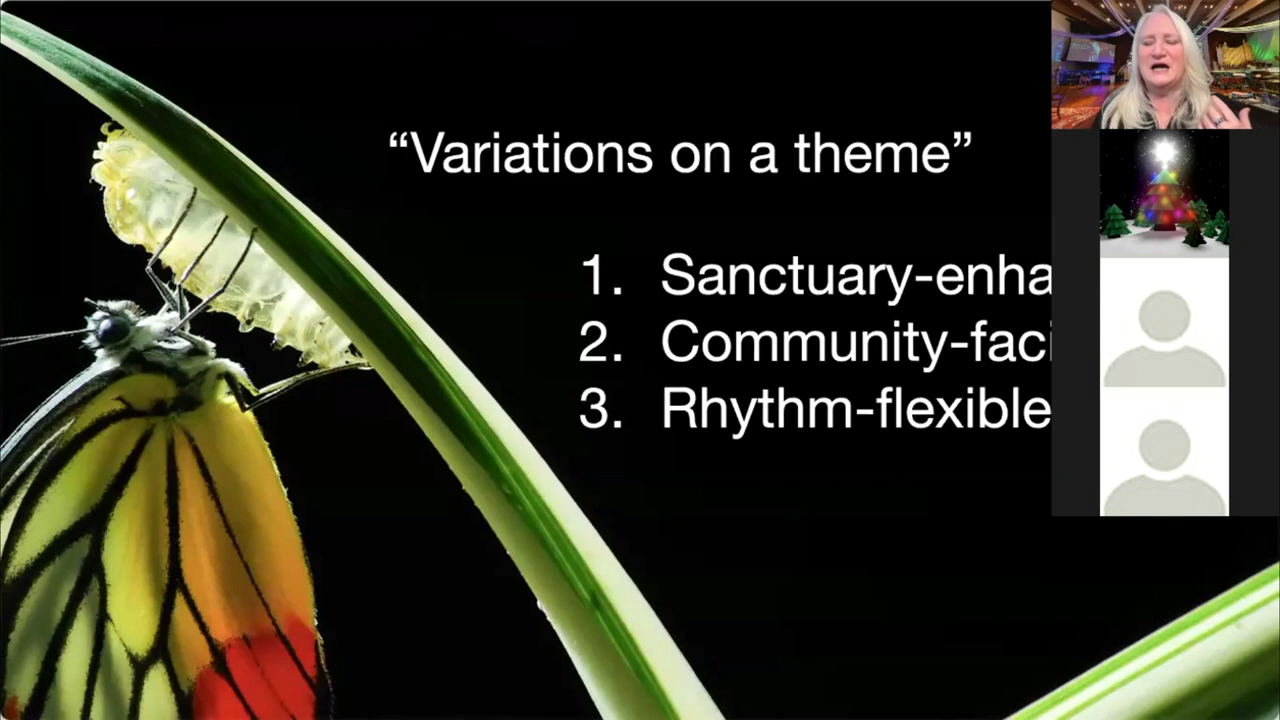 “Variations on a theme”
1. Sanctuary-enha
2. Community-faci
3. Rhythm-flexible